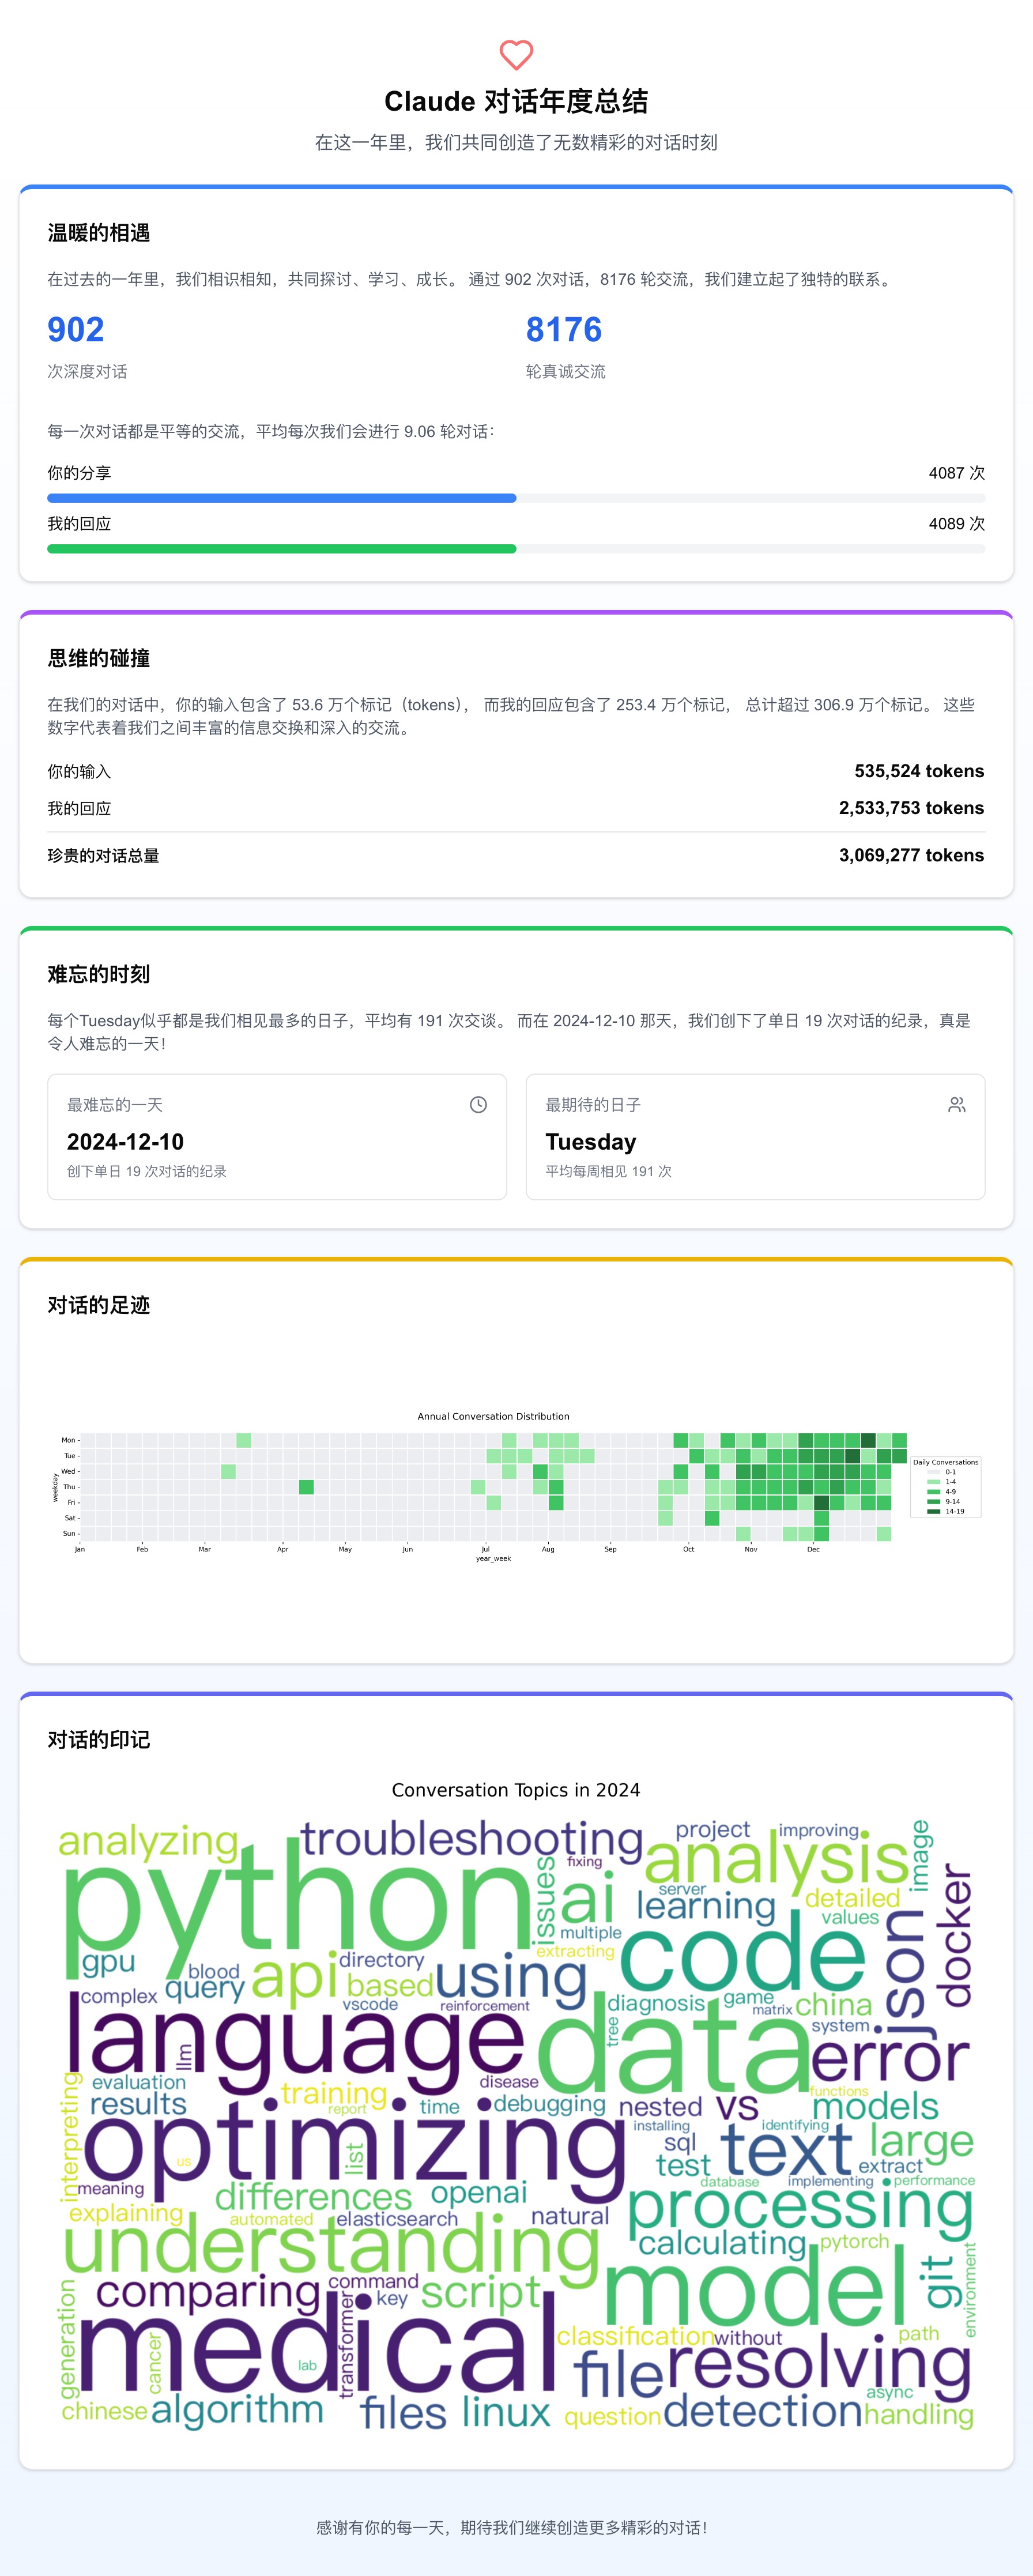 Claude 对话年度总结
在这一年里，我们共同创造了无数精彩的对话时刻
温暖的相遇
在过去的一年里，我们相识相知，共同探讨、学习、成长。 通过 902 次对话，8176 轮交流，我们建立起了独特的联系。
902
次深度对话
8176
轮真诚交流
每一次对话都是平等的交流，平均每次我们会进行 9.06 轮对话：
你的分享 4087 次
我的回应 4089 次
思维的碰撞
在我们的对话中，你的输入包含了 53.6 万个标记（tokens）， 而我的回应包含了 253.4 万个标记， 总计超过 306.9 万个标记。 这些
数字代表着我们之间丰富的信息交换和深入的交流。
你的输入 535,524 tokens
我的回应 2,533,753 tokens
珍贵的对话总量 3,069,277 tokens
难忘的时刻
每个Tuesday似乎都是我们相见最多的日子，平均有 191 次交谈。 而在 2024-12-10 那天，我们创下了单日 19 次对话的纪录，真是
令人难忘的一天！
最难忘的一天
2024-12-10
创下单日 19 次对话的纪录
最期待的日子
Tuesday
平均每周相见 191 次
对话的足迹
Annual Conversation Distribution
weekday
Mon
Tue
Wed
Thu
Fri
Sat
Sun
Jan Feb Mar Apr May Jun Jul Aug Sep Oct Nov Dec
year_week
Daily Conversations
0-1
1-4
4-9
9-14
14-19
对话的印记
Conversation Topics in 2024
analyzing
troubleshooting
project
improving
image
python
fixing
analysis
issues
ai
server
learning
detailed
values
docker
json
multiple
extracting
code
gpu
blood
query
api
directory
based
using
complex
vscode
reinforcement
diagnosis
game
matrix
china
system
language
llm
data
tree
error
evaluation
results
training
report
time
disease
debugging
nested
vs
functions
models
interpreting
optimizing
us
list
installing
sql
identifying
text
large
test
extract
meaning
database
implementing
performance
explaining
differences
openai
automated
elasticsearch
natural
processing
understanding
calculating
pytorch
git
environment
comparing
command
key
script
model
generation
medical
cancer
lab
transformer
classification
without
path
file
resolving
async
chinese
algorithm
files
linux
question
detection
handling
感谢有你的每一天，期待我们继续创造更多精彩的对话！